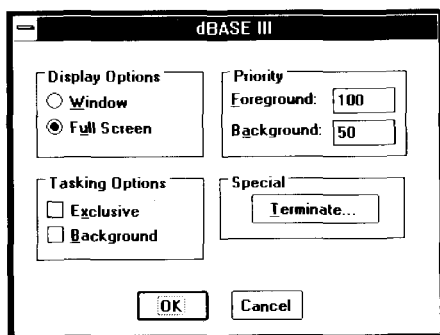 dBASE III
Display Options
Window
Full Screen
Priority
Foreground: 100
Background: 50
Tasking Options
Exclusive
Background
Special
Terminate...
OK
Cancel